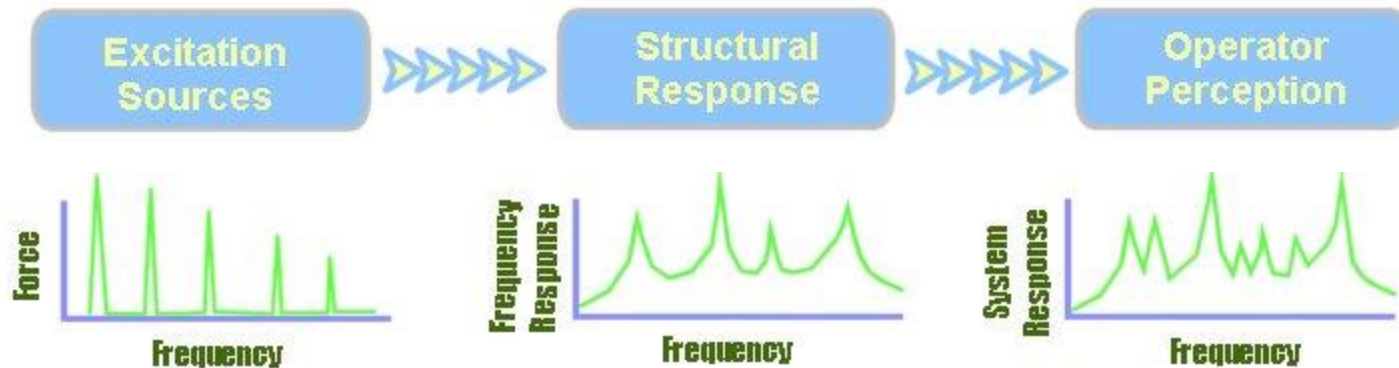 Excitation
Sources
Structural
Response
Operator
Perception
Force
Frequency
Frequency
Response
Frequency
System
Response
Frequency